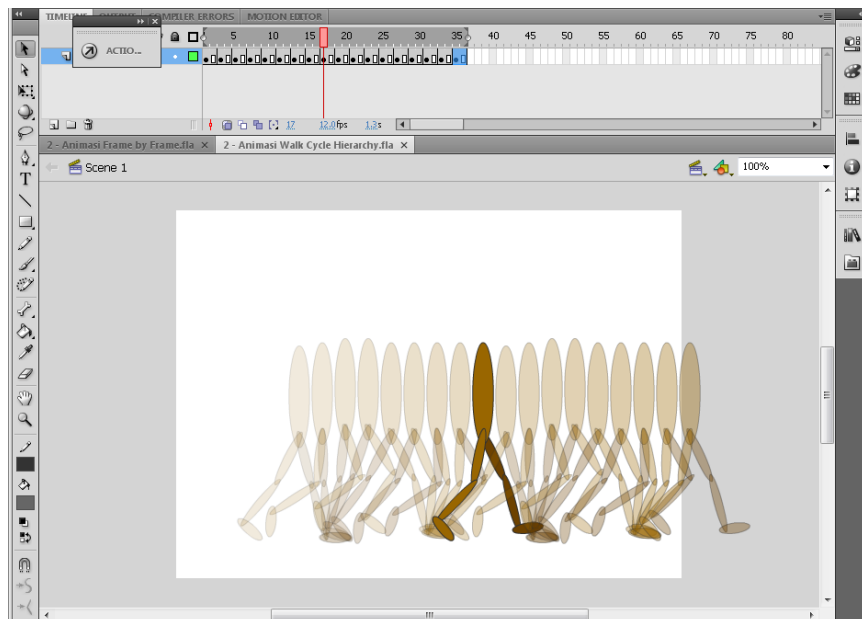 TIMELINE COMPILER ERRORS MOTION EDITOR
ACTIO...
5 10 15 20 25 30 35 40 45 50 55 60 65 70 75 80
17 12.0fps 1.3s
2 - Animasi Frame by Frame.fla × 2 - Animasi Walk Cycle Hierarchy.fla ×
Scene 1 100%